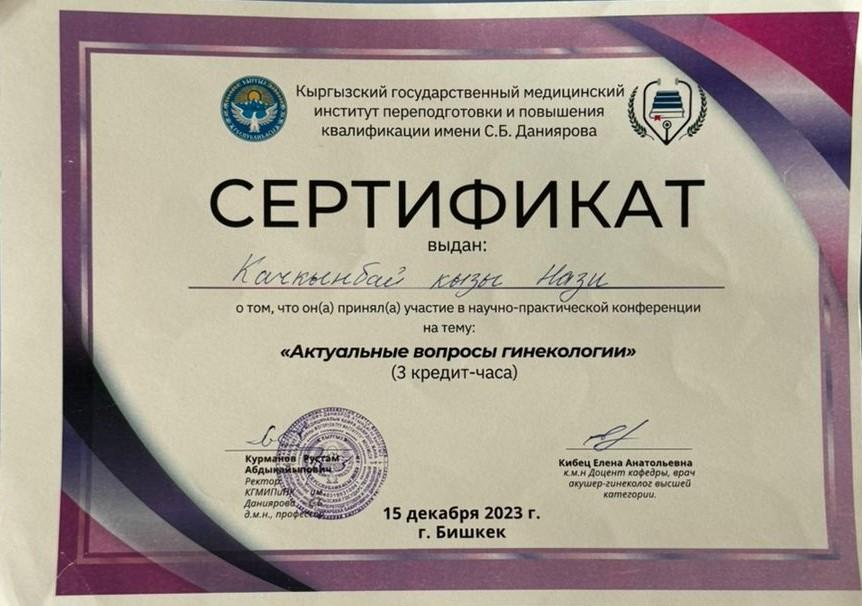 Кыргызский государственный медицинский
институт переподготовки и повышения
квалификации имени С.Б. Даниярова
СЕРТИФИКАТ
выдан:
Качкынбай кызы Нази
о том, что он(а) принял(а) участие в научно-практической конференции
на тему:
«Актуальные вопросы гинекологии»
(3 кредит-часа)
Курманов Рустам
Абдыкайыпович
Ректор
КГМИПиПК им.
Даниярова С.Б.
д.м.н., профессор
Кибец Елена Анатольевна
к.м.н Доцент кафедры, врач
акушер-гинеколог высшей
категории.
15 декабря 2023 г.
г. Бишкек